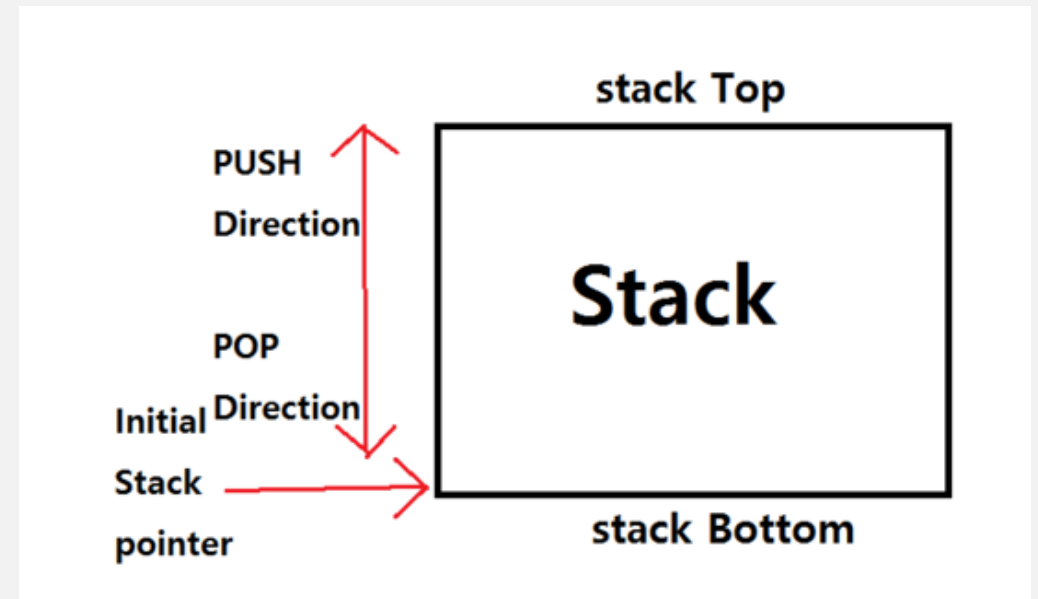 stack Top
PUSH
Direction
Stack
POP
Direction
Initial
Stack
pointer
stack Bottom